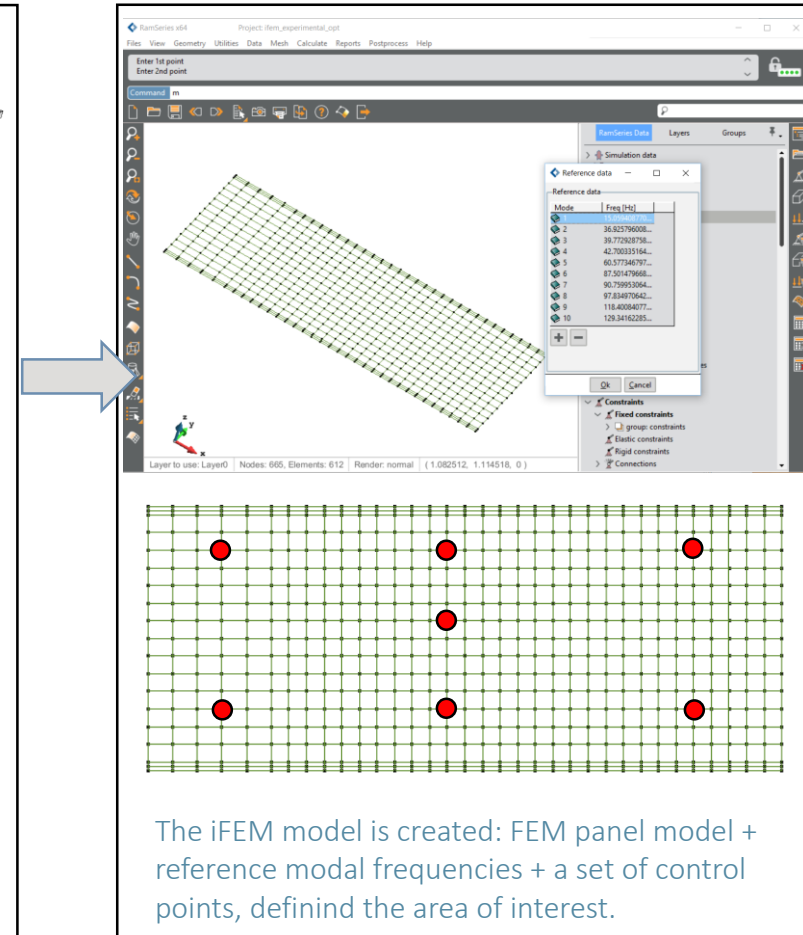 RamSeries x64 Project: ifem_experimental_opt
Files View Geometry Utilities Data Mesh Calculate Reports Postprocess Help
Enter 1st point
Enter 2nd point
Command m
RamSeries Data Layers Groups
Simulation data
Reference data
Reference data
Mode Freq [Hz]
1
2 36.925796008...
3 39.772928758...
4 42.700335164...
5 60.577346797...
6 87.501479668...
7 90.759953064...
8 97.834970642...
9 118.40084077...
10 129.34162285...
es
Ok Cancel
Constraints
Fixed constraints
group: constraints
Elastic constraints
Rigid constraints
Connections
z
y
x
Layer to use: Layer0 Nodes: 665, Elements: 612 Render: normal ( 1.082512, 1.114518, 0 )
The iFEM model is created: FEM panel model +
reference modal frequencies + a set of control
points, definind the area of interest.